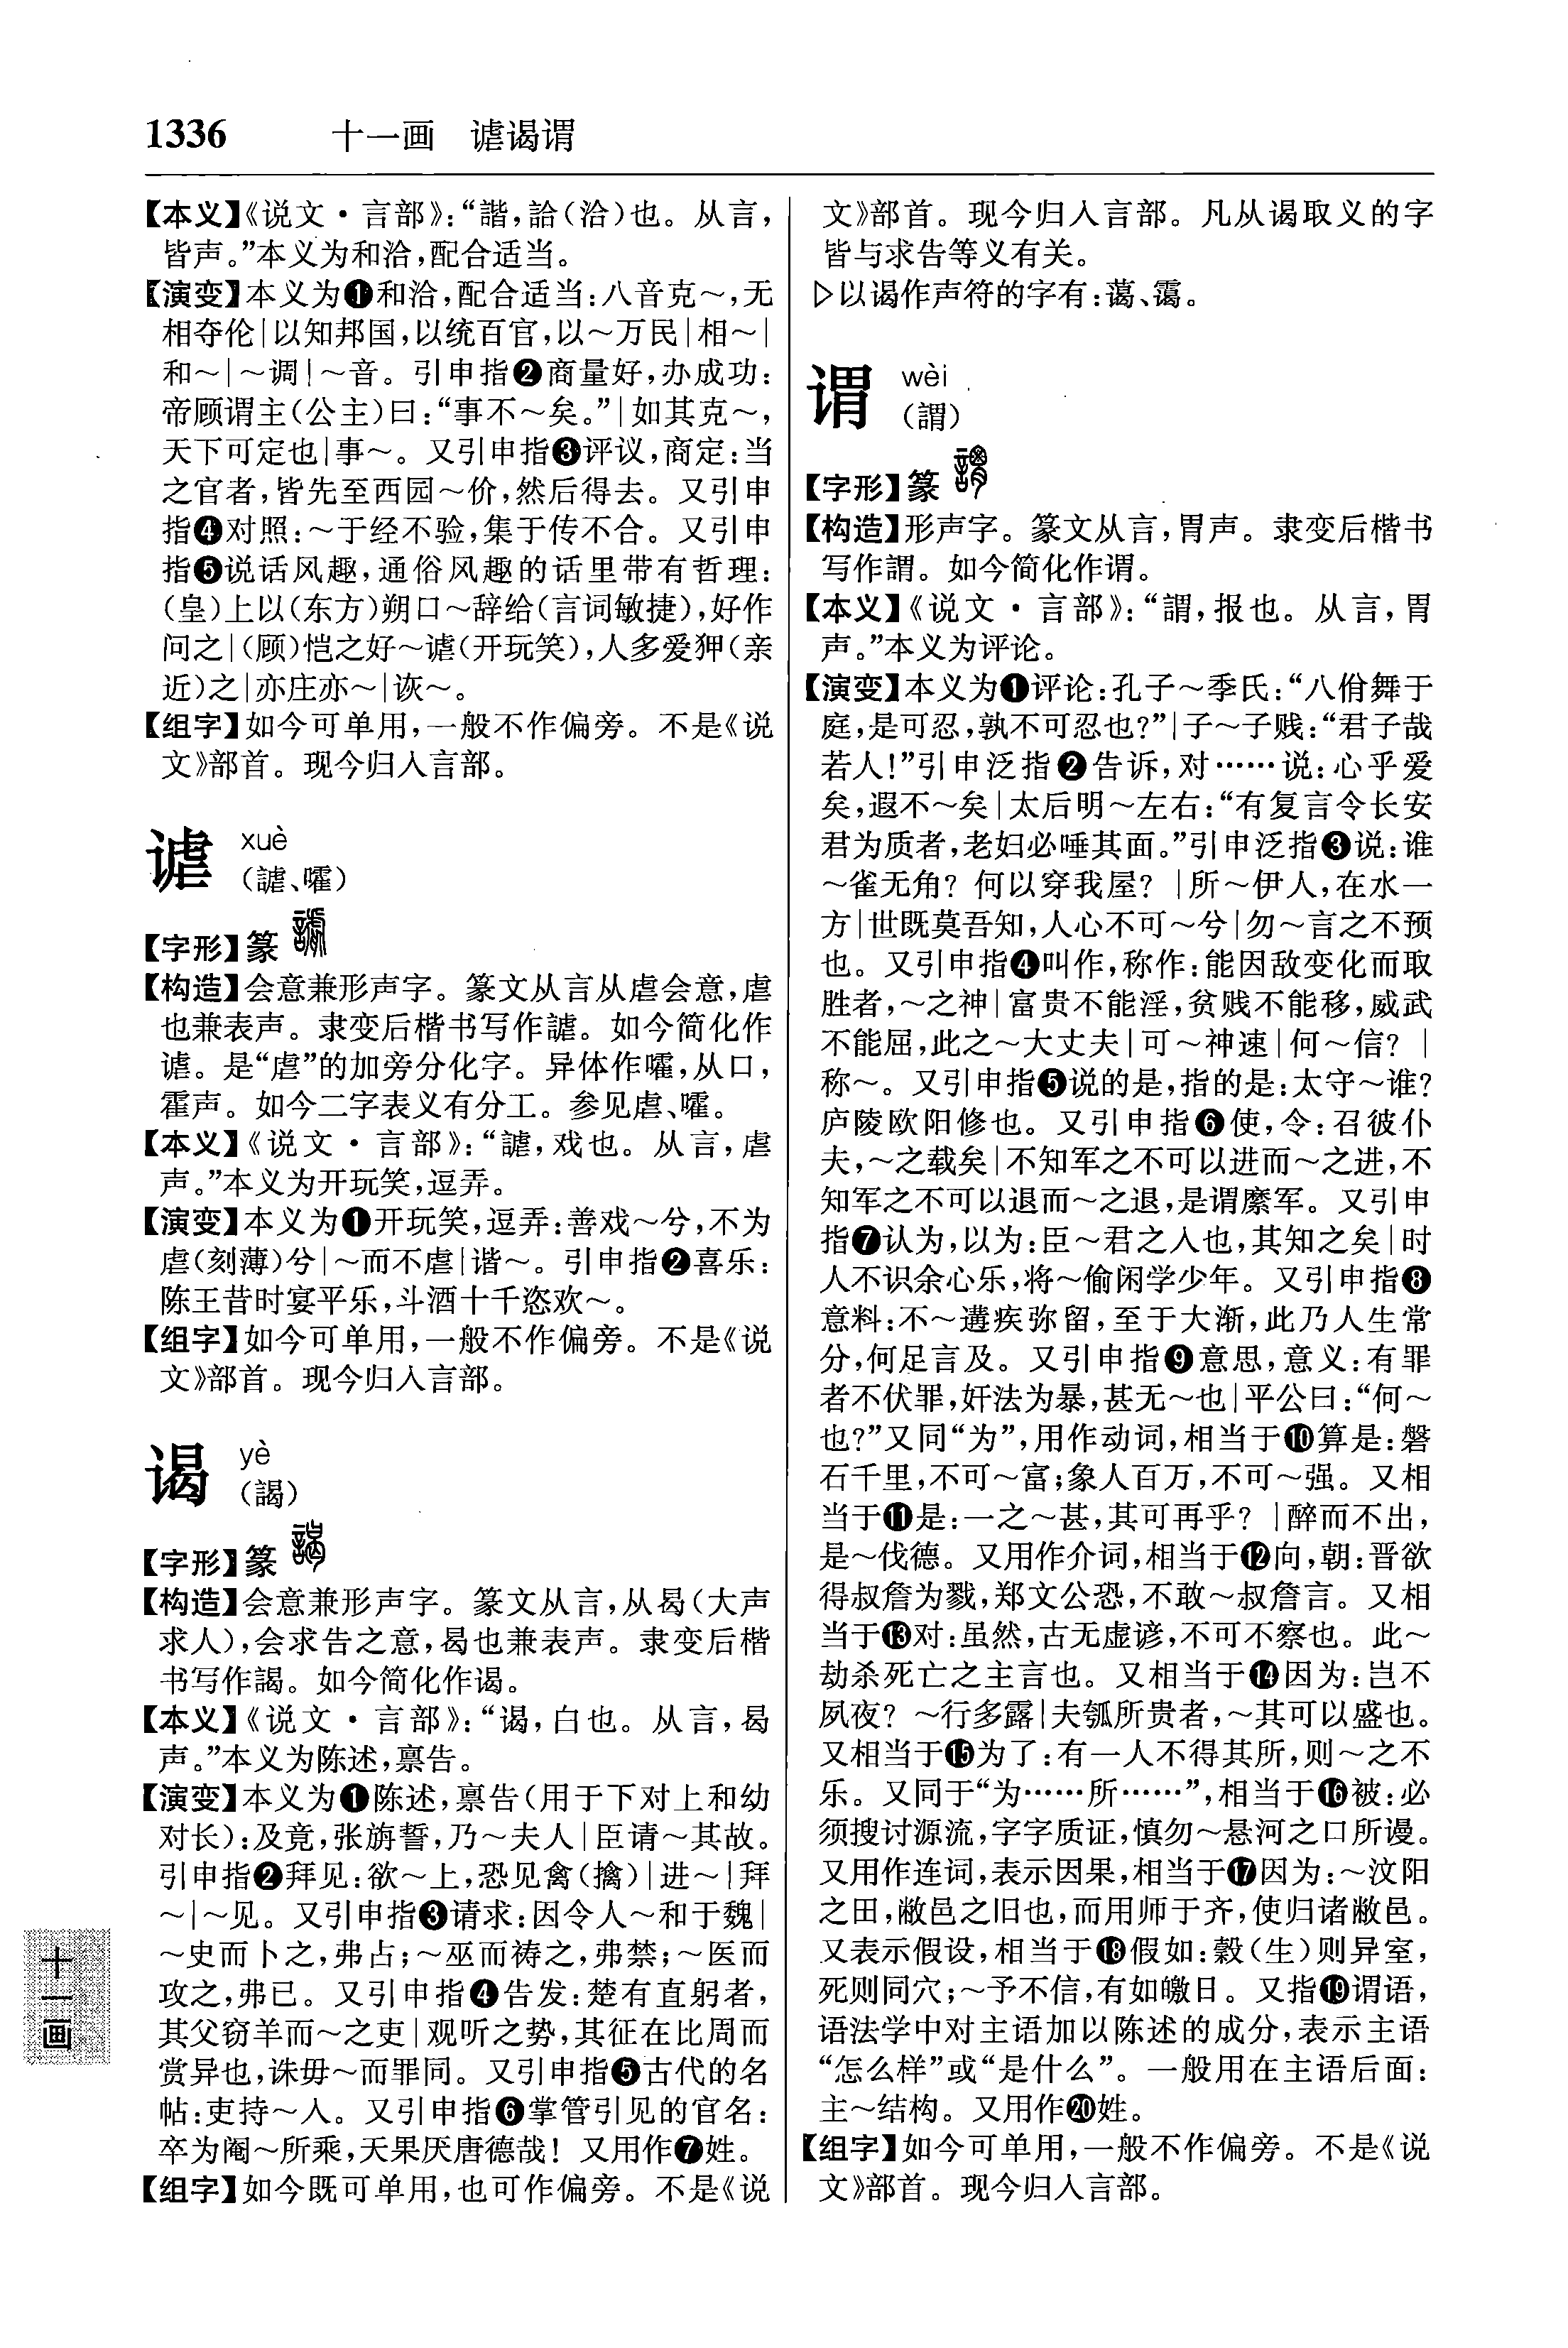 1336 十一画 谑谒谓
【本义】《说文·言部》：“諧，詥(洽)也。从言，
皆声。”本义为和洽，配合适当。
【演变】本义为❶和洽，配合适当：八音克～，无
相夺伦|以知邦国，以统百官，以～万民|相～|
和～|～调|～音。引申指❷商量好，办成功：
帝顾谓主(公主)曰：“事不～矣。”|如其克～，
天下可定也|事～。又引申指❸评议，商定：当
之官者，皆先至西园～价，然后得去。又引申
指❹对照：～于经不验，集于传不合。又引申
指❺说话风趣，通俗风趣的话里带有哲理：
(皇)上以(东方)朔口～辞给(言词敏捷)，好作
问之|(顾)恺之好～谑(开玩笑)，人多爱狎(亲
近)之|亦庄亦～|诙～。
【组字】如今可单用，一般不作偏旁。不是《说
文》部首。现今归入言部。
谑 xuè
(謔、嚯)
【字形】篆
【构造】会意兼形声字。篆文从言从虐会意，虐
也兼表声。隶变后楷书写作謔。如今简化作
谑。是“虐”的加旁分化字。异体作嚯，从口，
霍声。如今二字表义有分工。参见虐、嚯。
【本义】《说文·言部》：“謔，戏也。从言，虐
声。”本义为开玩笑，逗弄。
【演变】本义为❶开玩笑，逗弄：善戏～兮，不为
虐(刻薄)兮|～而不虐|谐～。引申指❷喜乐：
陈王昔时宴平乐，斗酒十千恣欢～。
【组字】如今可单用，一般不作偏旁。不是《说
文》部首。现今归入言部。
谒 yè
(謁)
【字形】篆
【构造】会意兼形声字。篆文从言，从曷(大声
求人)，会求告之意，曷也兼表声。隶变后楷
书写作謁。如今简化作谒。
【本义】《说文·言部》：“谒，白也。从言，曷
声。”本义为陈述，禀告。
【演变】本义为❶陈述，禀告(用于下对上和幼
对长)：及竟，张旃誓，乃～夫人|臣请～其故。
引申指❷拜见：欲～上，恐见禽(擒)|进～|拜
～|～见。又引申指❸请求：因令人～和于魏|
～史而卜之，弗占；～巫而祷之，弗禁；～医而
攻之，弗已。又引申指❹告发：楚有直躬者，
其父窃羊而～之吏|观听之势，其征在比周而
赏异也，诛毋～而罪同。又引申指❺古代的名
帖：吏持～人。又引申指❻掌管引见的官名：
卒为阉～所乘，天果厌唐德哉！又用作❼姓。
【组字】如今既可单用，也可作偏旁。不是《说
文》部首。现今归入言部。凡从谒取义的字
皆与求告等义有关。
▷以谒作声符的字有：蔼、霭。
谓 wèi
(謂)
【字形】篆
【构造】形声字。篆文从言，胃声。隶变后楷书
写作謂。如今简化作谓。
【本义】《说文·言部》：“謂，报也。从言，胃
声。”本义为评论。
【演变】本义为❶评论：孔子～季氏：“八佾舞于
庭，是可忍，孰不可忍也？”|子～子贱：“君子哉
若人！”引申泛指❷告诉，对……说：心乎爱
矣，遐不～矣|太后明～左右：“有复言令长安
君为质者，老妇必唾其面。”引申泛指❸说：谁
～雀无角？何以穿我屋？|所～伊人，在水一
方|世既莫吾知，人心不可～兮|勿～言之不预
也。又引申指❹叫作，称作：能因敌变化而取
胜者，～之神|富贵不能淫，贫贱不能移，威武
不能屈，此之～大丈夫|可～神速|何～信？|
称～。又引申指❺说的是，指的是：太守～谁？
庐陵欧阳修也。又引申指❻使，令：召彼仆
夫，～之载矣|不知军之不可以进而～之进，不
知军之不可以退而～之退，是谓縻军。又引申
指❼认为，以为：臣～君之入也，其知之矣|时
人不识余心乐，将～偷闲学少年。又引申指❽
意料：不～遘疾弥留，至于大渐，此乃人生常
分，何足言及。又引申指❾意思，意义：有罪
者不伏罪，奸法为暴，甚无～也|平公曰：“何～
也？”又同“为”，用作动词，相当于❿算是：磐
石千里，不可～富；象人百万，不可～强。又相
当于⓫是：一之～甚，其可再乎？|醉而不出，
是～伐德。又用作介词，相当于⓬向，朝：晋欲
得叔詹为戮，郑文公恐，不敢～叔詹言。又相
当于⓭对：虽然，古无虚谚，不可不察也。此～
劫杀死亡之主言也。又相当于⓮因为：岂不
夙夜？～行多露|夫瓠所贵者，～其可以盛也。
又相当于⓯为了：有一人不得其所，则～之不
乐。又同于“为……所……”，相当于⓰被：必
须搜讨源流，字字质证，慎勿～悬河之口所谩。
又用作连词，表示因果，相当于⓱因为：～汶阳
之田，敝邑之旧也，而用师于齐，使归诸敝邑。
又表示假设，相当于⓲假如：榖(生)则异室，
死则同穴；～予不信，有如皦日。又指⓳谓语，
语法学中对主语加以陈述的成分，表示主语
“怎么样”或“是什么”。一般用在主语后面：
主～结构。又用作⓴姓。
【组字】如今可单用，一般不作偏旁。不是《说
文》部首。现今归入言部。
十一画